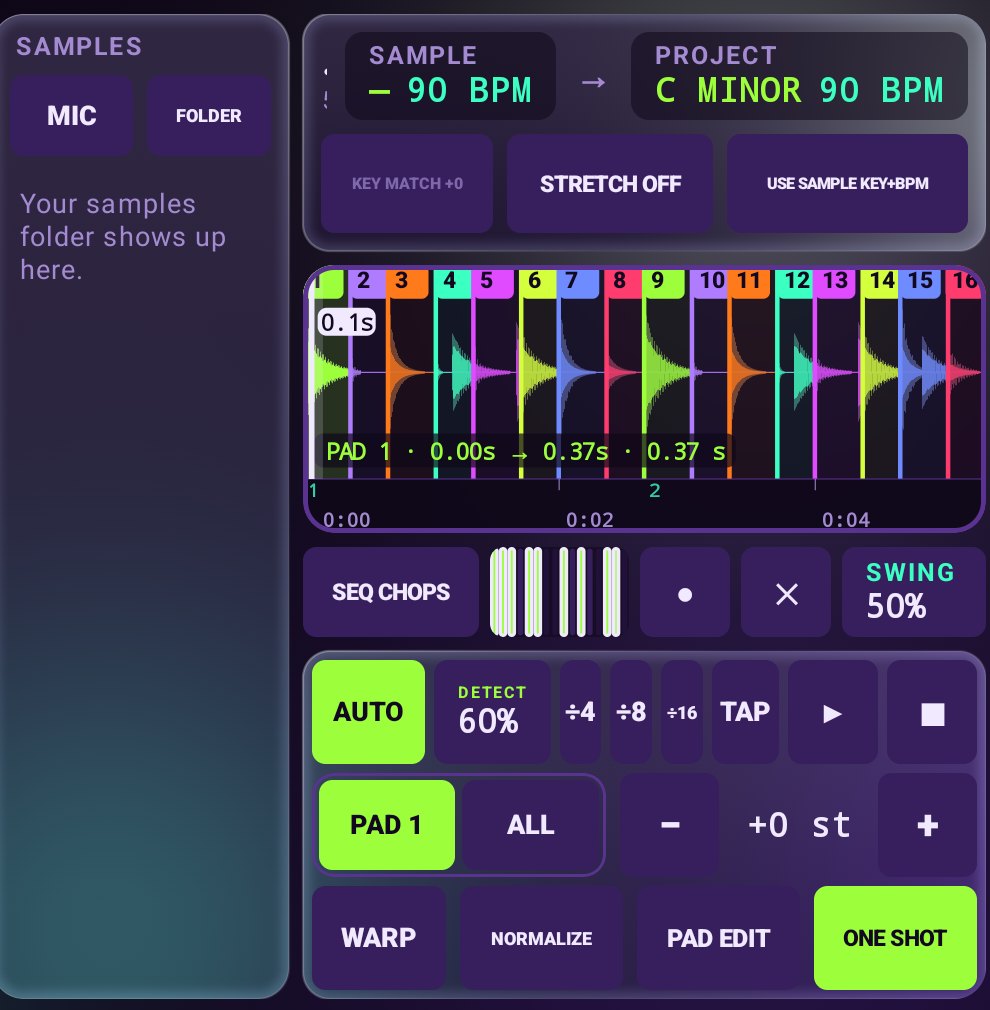 SAMPLES
MIC
FOLDER
Your samples
folder shows up
here.
SAMPLE
– 90 BPM
→
PROJECT
C MINOR 90 BPM
KEY MATCH +0
STRETCH OFF
USE SAMPLE KEY+BPM
1 2 3 4 5 6 7 8 9 10 11 12 13 14 15 16
0.1s
PAD 1 · 0.00s → 0.37s · 0.37 s
1 2
0:00 0:02 0:04
SEQ CHOPS
SWING
50%
AUTO
DETECT
60%
÷4
÷8
÷16
TAP
PAD 1
ALL
−
+0 st
+
WARP
NORMALIZE
PAD EDIT
ONE SHOT